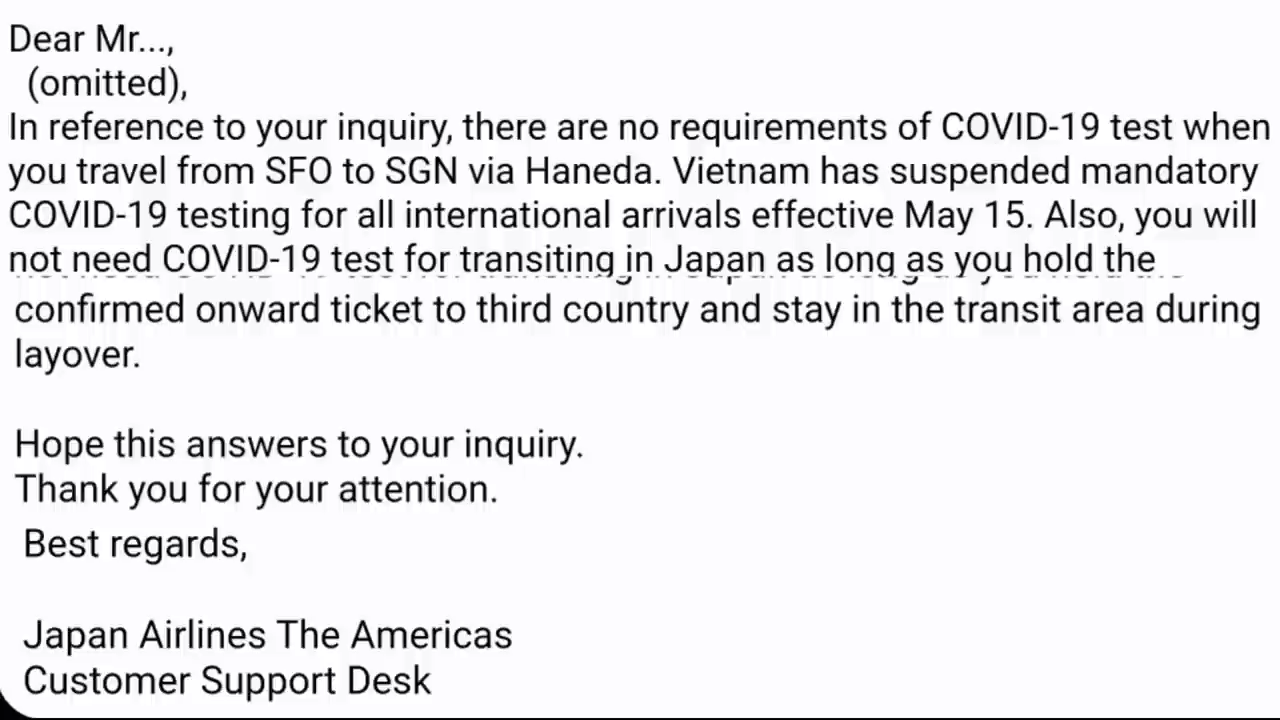 Dear Mr...,
(omitted),
In reference to your inquiry, there are no requirements of COVID-19 test when
you travel from SFO to SGN via Haneda. Vietnam has suspended mandatory
COVID-19 testing for all international arrivals effective May 15. Also, you will
not need COVID-19 test for transiting in Japan as long as you hold the
confirmed onward ticket to third country and stay in the transit area during
layover.
Hope this answers to your inquiry.
Thank you for your attention.
Best regards,
Japan Airlines The Americas
Customer Support Desk